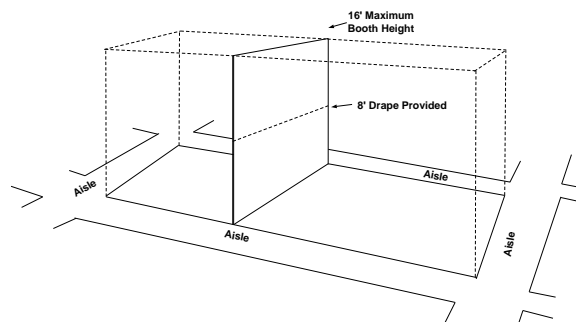 16' Maximum
Booth Height
8' Drape Provided
Aisle
Aisle
Aisle
Aisle